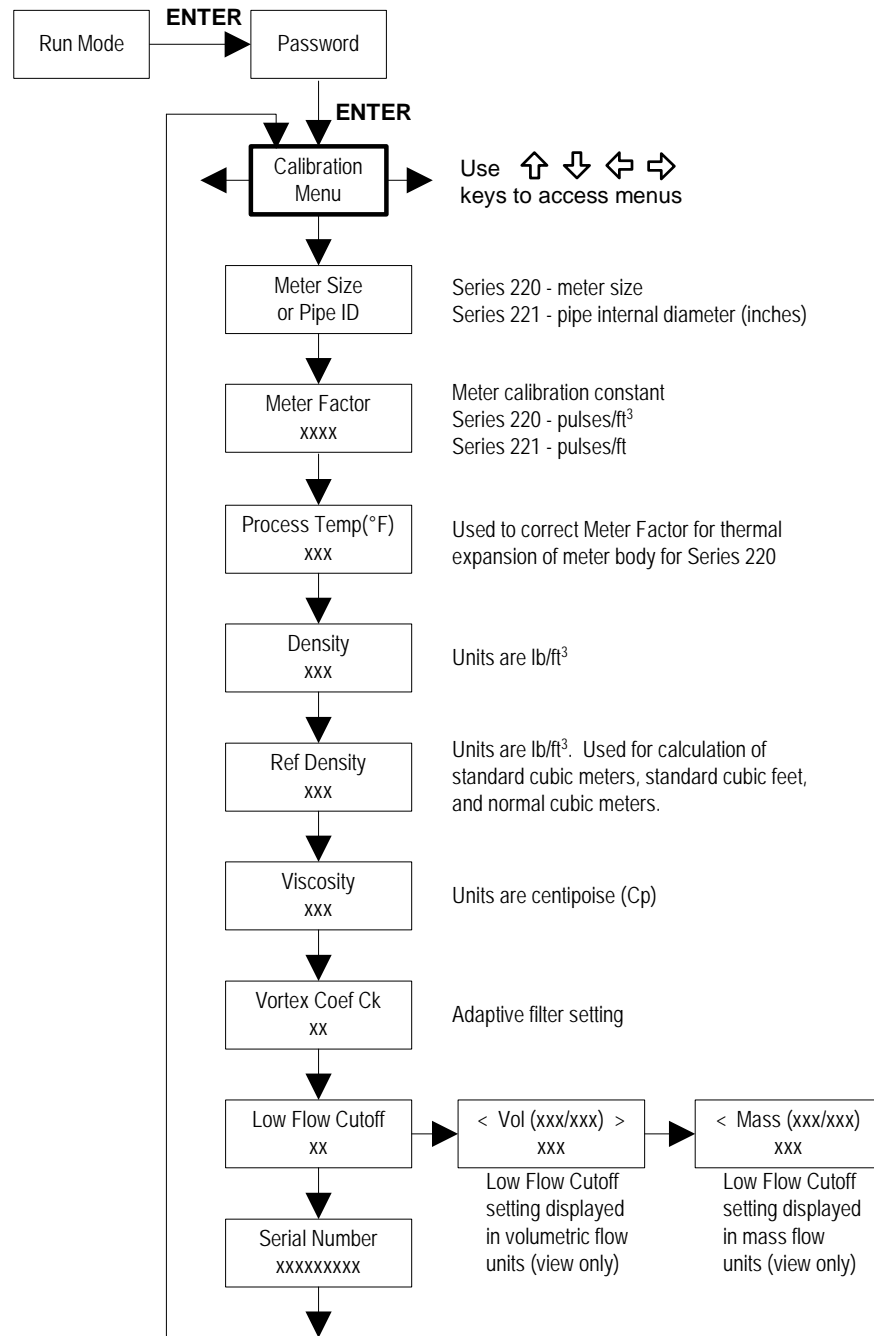 ENTER
Run Mode
Password
ENTER
Calibration
Menu
Use
keys to access menus
Meter Size
or Pipe ID
Series 220 - meter size
Series 221 - pipe internal diameter (inches)
Meter Factor
xxxx
Meter calibration constant
Series 220 - pulses/ft³
Series 221 - pulses/ft
Process Temp(°F)
xxx
Used to correct Meter Factor for thermal
expansion of meter body for Series 220
Density
xxx
Units are lb/ft³
Ref Density
xxx
Units are lb/ft³. Used for calculation of
standard cubic meters, standard cubic feet,
and normal cubic meters.
Viscosity
xxx
Units are centipoise (Cp)
Vortex Coef Ck
xx
Adaptive filter setting
Low Flow Cutoff
xx
< Vol (xxx/xxx) >
xxx
< Mass (xxx/xxx)
xxx
Low Flow Cutoff
setting displayed
in volumetric flow
units (view only)
Low Flow Cutoff
setting displayed
in mass flow
units (view only)
Serial Number
xxxxxxxxx